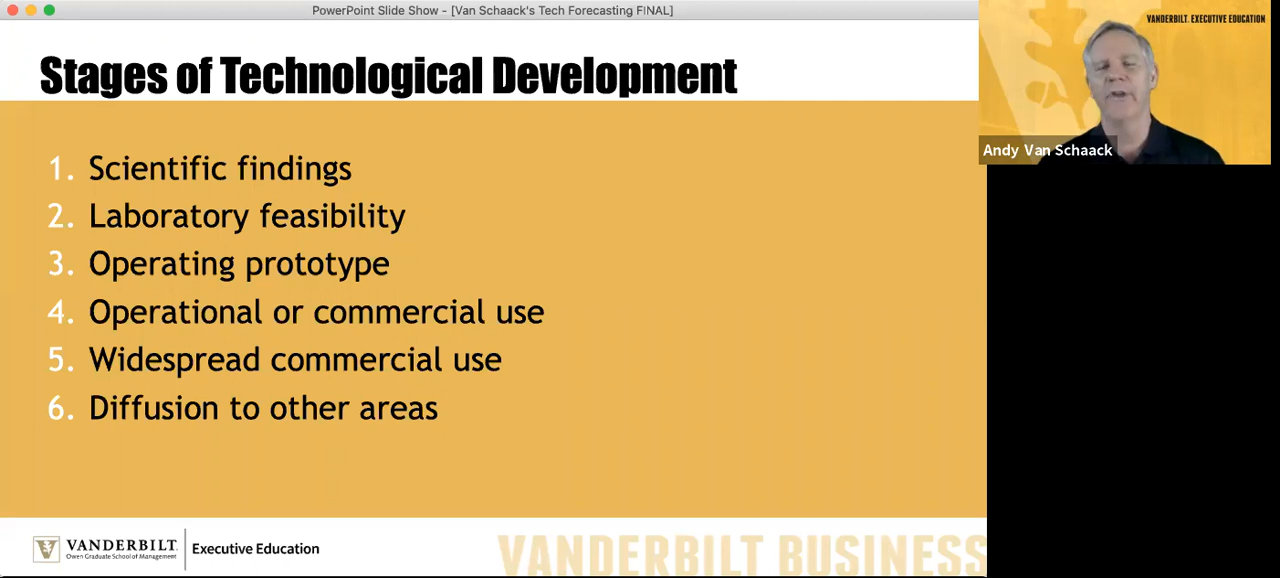 PowerPoint Slide Show - [Van Schaack's Tech Forecasting FINAL]
Stages of Technological Development
1. Scientific findings
2. Laboratory feasibility
3. Operating prototype
4. Operational or commercial use
5. Widespread commercial use
6. Diffusion to other areas
VANDERBILT. EXECUTIVE EDUCATION
Andy Van Schaack
VANDERBILT
Owen Graduate School of Management
Executive Education
VANDERBILT BUSINESS